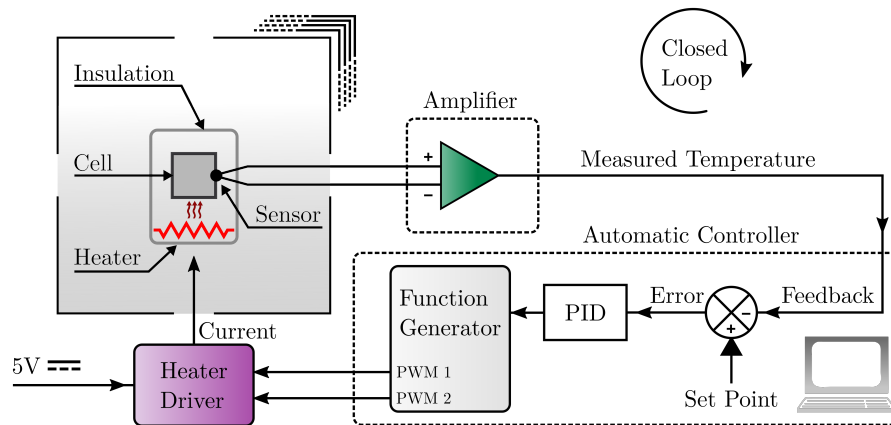 Closed
Loop
Insulation
Amplifier
+
−
Cell
Measured Temperature
Sensor
Automatic Controller
Heater
Function
Generator
PID
Error
Feedback
−
+
Current
5V
Heater
Driver
PWM 1
PWM 2
Set Point